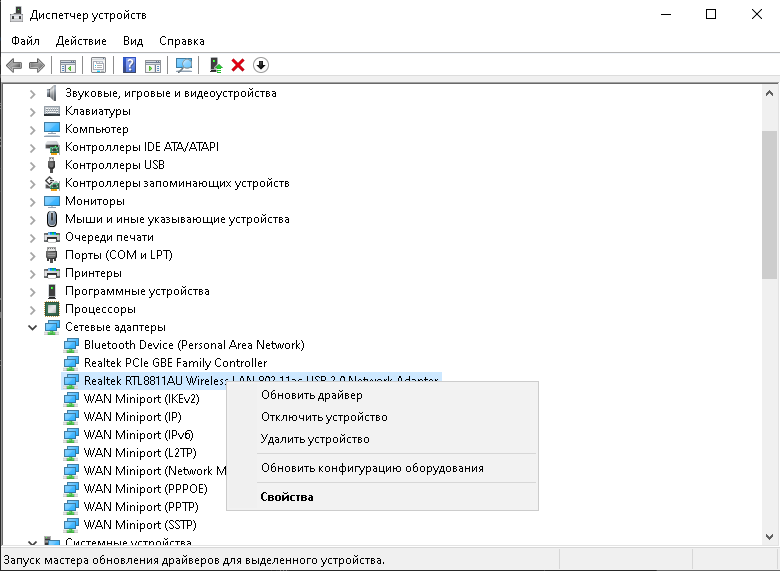 Диспетчер устройств
Файл Действие Вид Справка
Звуковые, игровые и видеоустройства
Клавиатуры
Компьютер
Контроллеры IDE ATA/ATAPI
Контроллеры USB
Контроллеры запоминающих устройств
Мониторы
Мыши и иные указывающие устройства
Очереди печати
Порты (COM и LPT)
Принтеры
Программные устройства
Процессоры
Сетевые адаптеры
Bluetooth Device (Personal Area Network)
Realtek PCIe GBE Family Controller
Realtek RTL8811AU Wireless LAN 802.11ac USB 2.0 Network Adapter
WAN Miniport (IKEv2)
WAN Miniport (IP)
WAN Miniport (IPv6)
WAN Miniport (L2TP)
WAN Miniport (Network M
WAN Miniport (PPPOE)
WAN Miniport (PPTP)
WAN Miniport (SSTP)
Системные устройства
Обновить драйвер
Отключить устройство
Удалить устройство
Обновить конфигурацию оборудования
Свойства
Запуск мастера обновления драйверов для выделенного устройства.